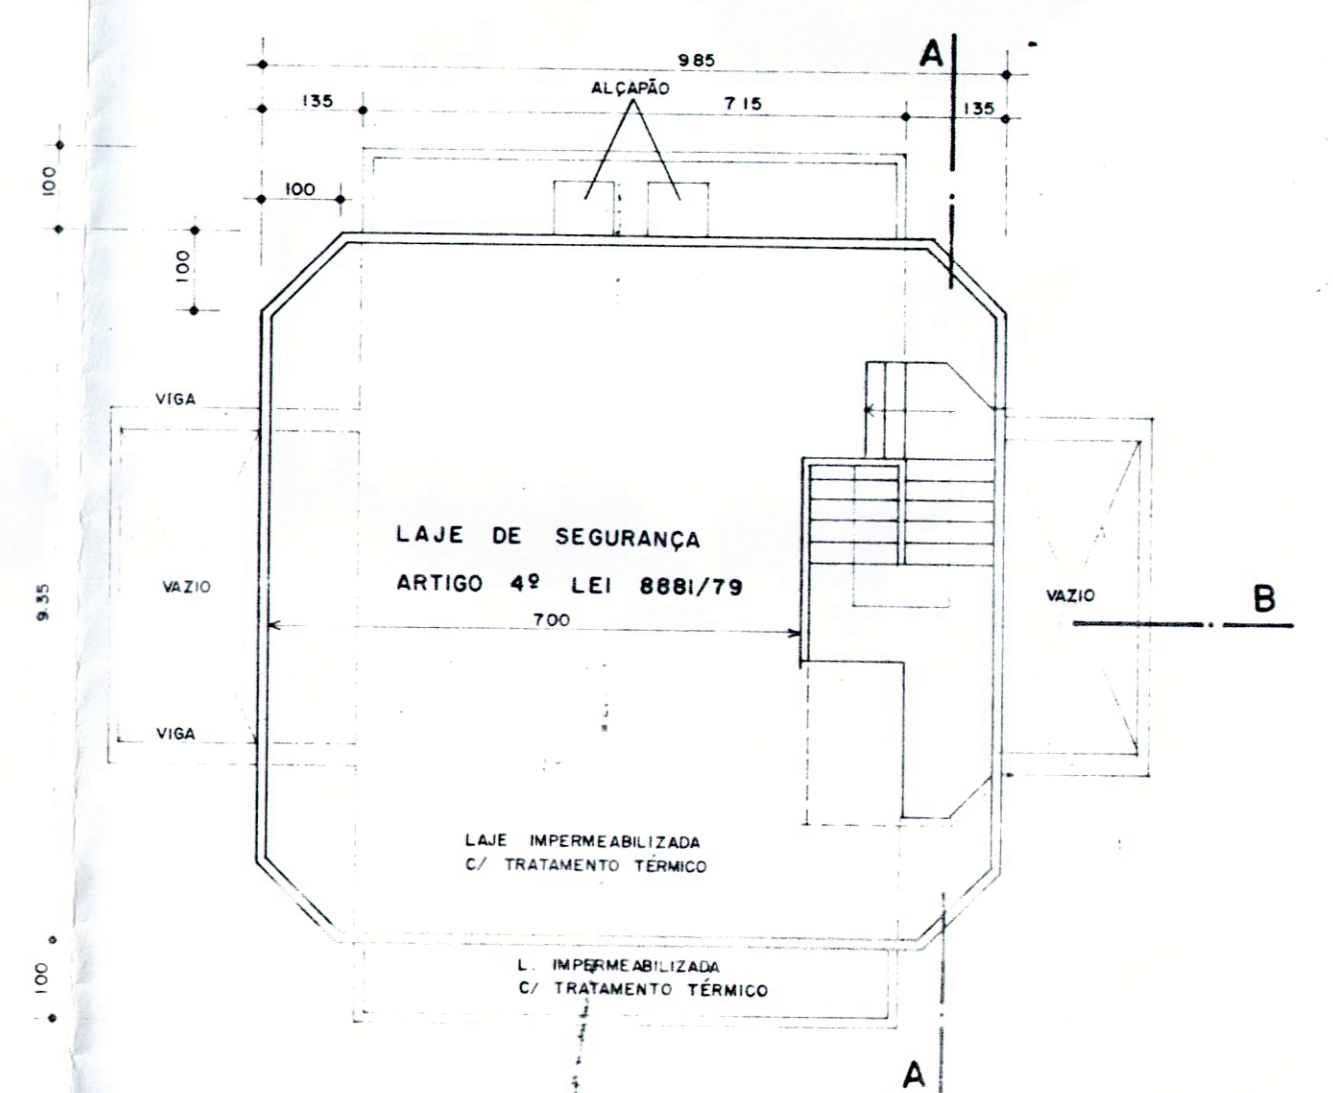 A
985
ALÇAPÃO
135
715
135
100
100
100
VIGA
LAJE DE SEGURANÇA
ARTIGO 4º LEI 8881/79
VAZIO
9.35
VAZIO
B
700
VIGA
LAJE IMPERMEABILIZADA
C/ TRATAMENTO TÉRMICO
L. IMPERMEABILIZADA
C/ TRATAMENTO TÉRMICO
100
A